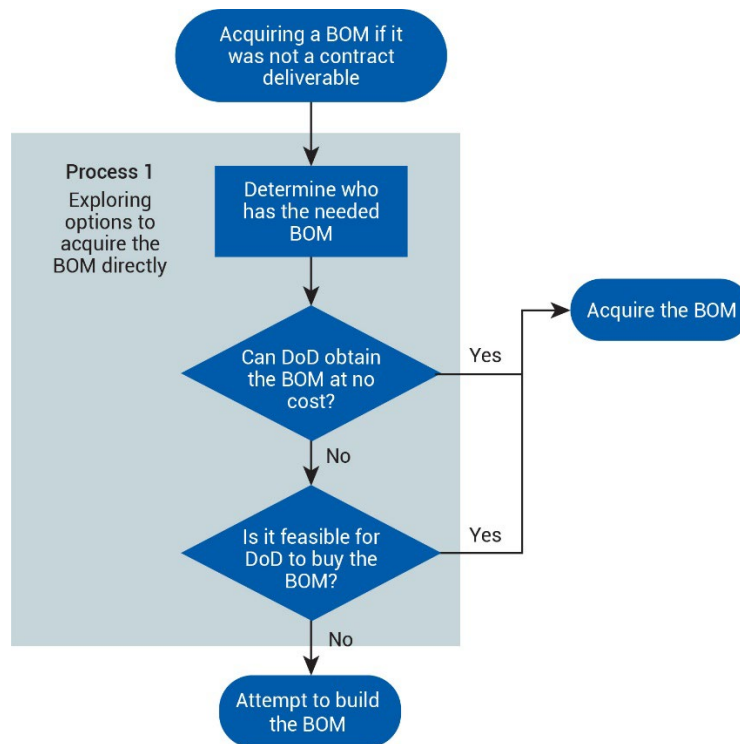 Acquiring a BOM if it
was not a contract
deliverable
Process 1
Exploring
options to
acquire the
BOM directly
Determine who
has the needed
BOM
Acquire the BOM
Can DoD obtain
the BOM at no
cost?
Yes
No
Is it feasible for
DoD to buy the
BOM?
Yes
No
Attempt to build
the BOM